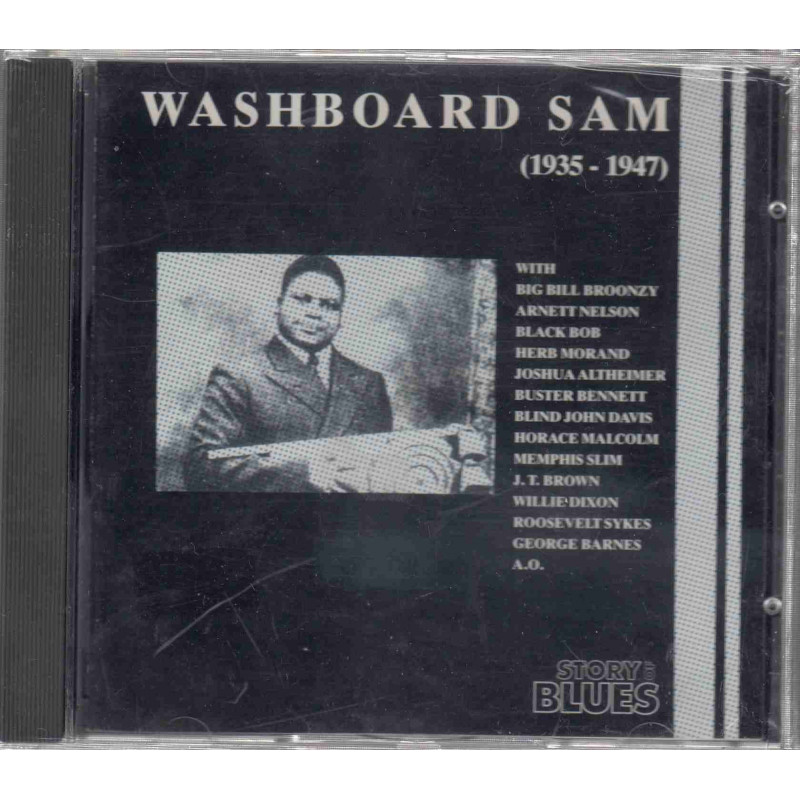 WASHBOARD SAM
(1935 - 1947)
WITH
BIG BILL BROONZY
ARNETT NELSON
BLACK BOB
HERB MORAND
JOSHUA ALTHEIMER
BUSTER BENNETT
BLIND JOHN DAVIS
HORACE MALCOLM
MEMPHIS SLIM
J. T. BROWN
WILLIE DIXON
ROOSEVELT SYKES
GEORGE BARNES
A.O.
STORY OF
BLUES